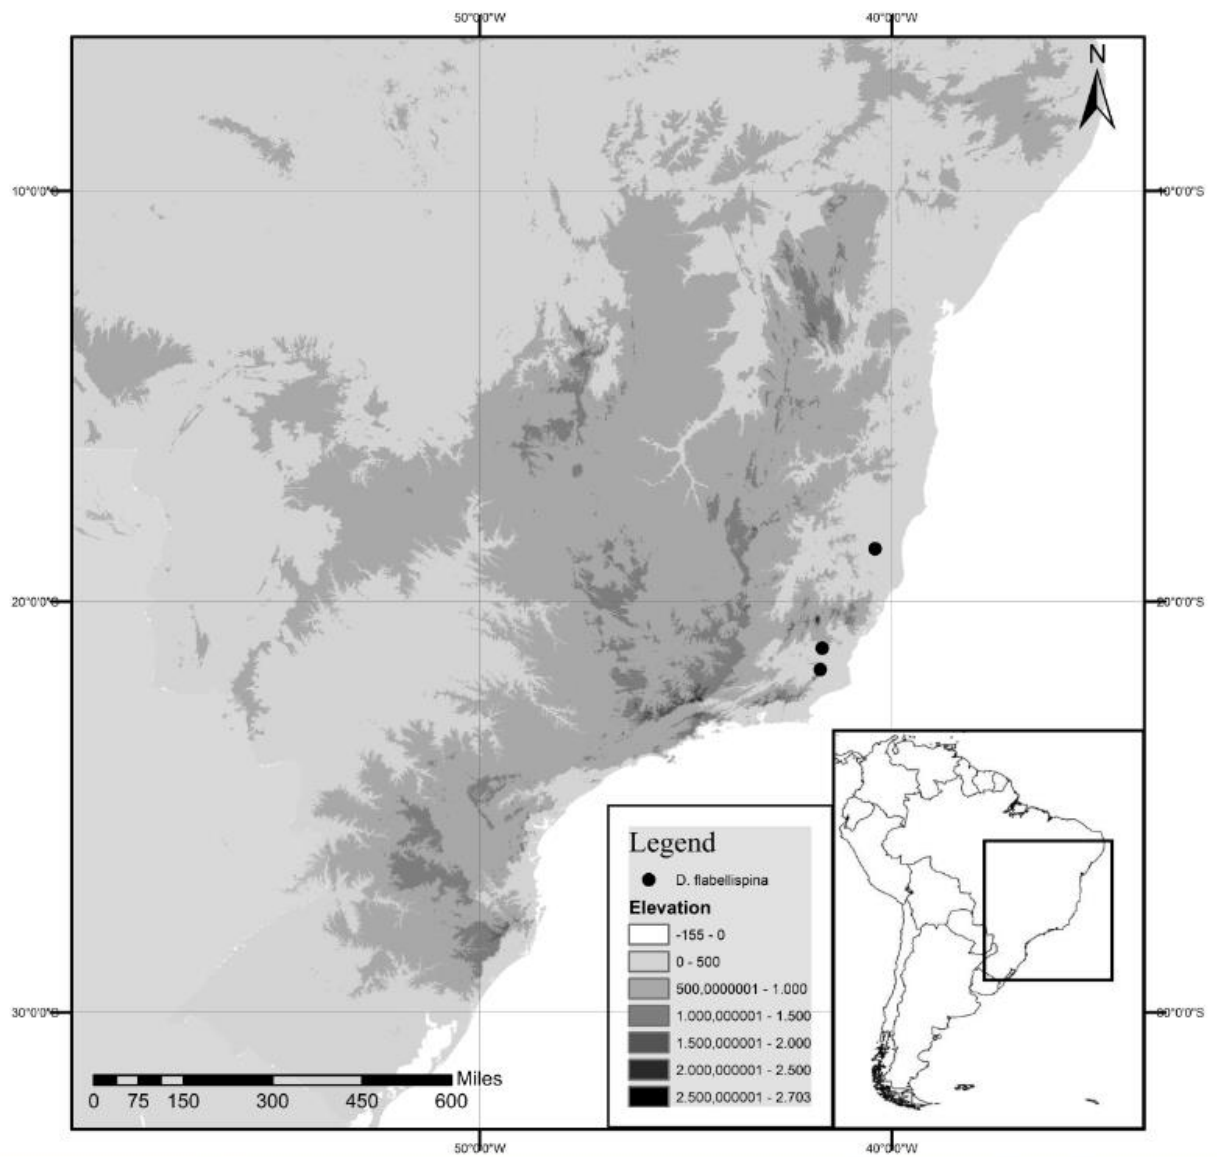 50°0'0"W 40°0'0"W
N
10°0'0"S 10°0'0"S
20°0'0"S 20°0'0"S
Legend
D. flabellispina
Elevation
-155 - 0
0 - 500
500,0000001 - 1.000
1.000,000001 - 1.500
1.500,000001 - 2.000
2.000,000001 - 2.500
2.500,000001 - 2.703
30°0'0"S 30°0'0"S
Miles
0 75 150 300 450 600
50°0'0"W 40°0'0"W